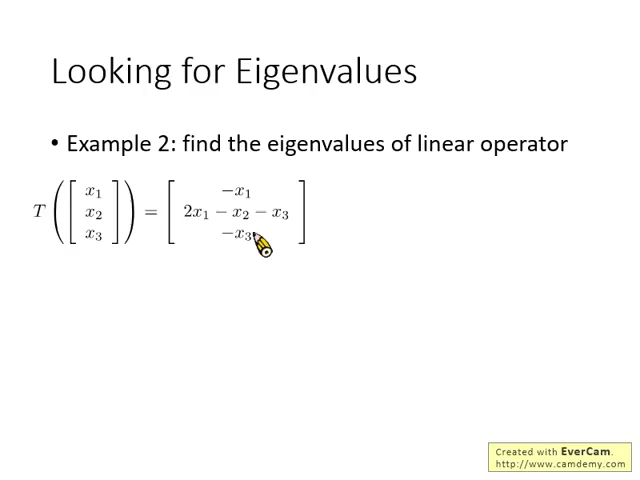 Looking for Eigenvalues
• Example 2: find the eigenvalues of linear operator
T([x₁ x₂ x₃]) = [−x₁ 2x₁ − x₂ − x₃ −x₃]
Created with EverCam.
http://www.camdemy.com